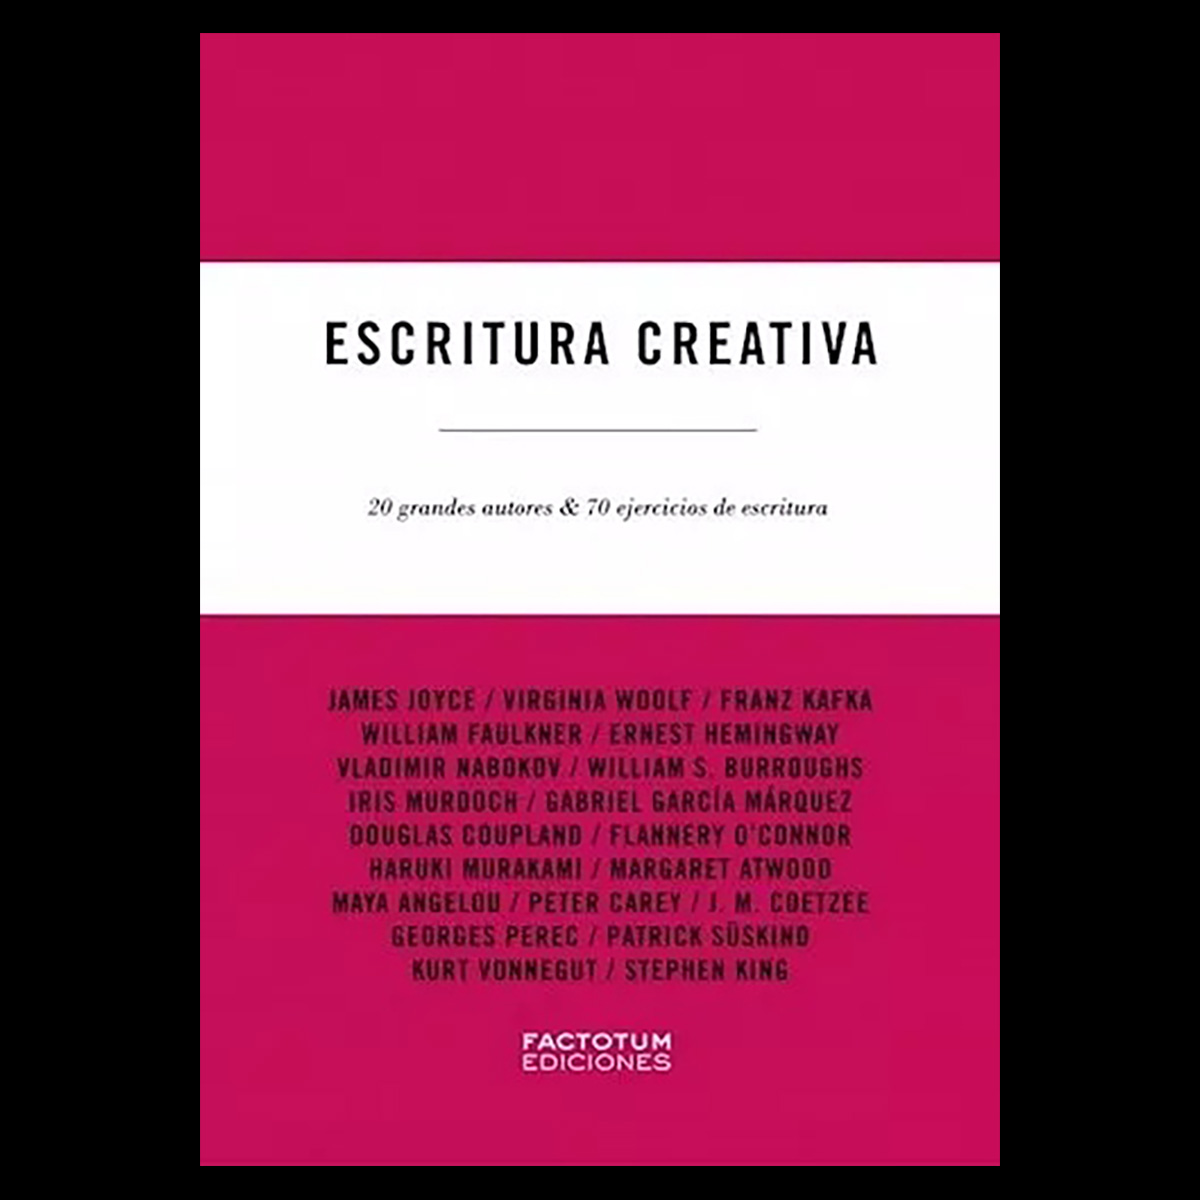 ESCRITURA CREATIVA
20 grandes autores & 70 ejercicios de escritura
JAMES JOYCE / VIRGINIA WOOLF / FRANZ KAFKA
WILLIAM FAULKNER / ERNEST HEMINGWAY
VLADIMIR NABOKOV / WILLIAM S. BURROUGHS
IRIS MURDOCH / GABRIEL GARCÍA MÁRQUEZ
DOUGLAS COUPLAND / FLANNERY O'CONNOR
HARUKI MURAKAMI / MARGARET ATWOOD
MAYA ANGELOU / PETER CAREY / J. M. COETZEE
GEORGES PEREC / PATRICK SÜSKIND
KURT VONNEGUT / STEPHEN KING
FACTOTUM
EDICIONES